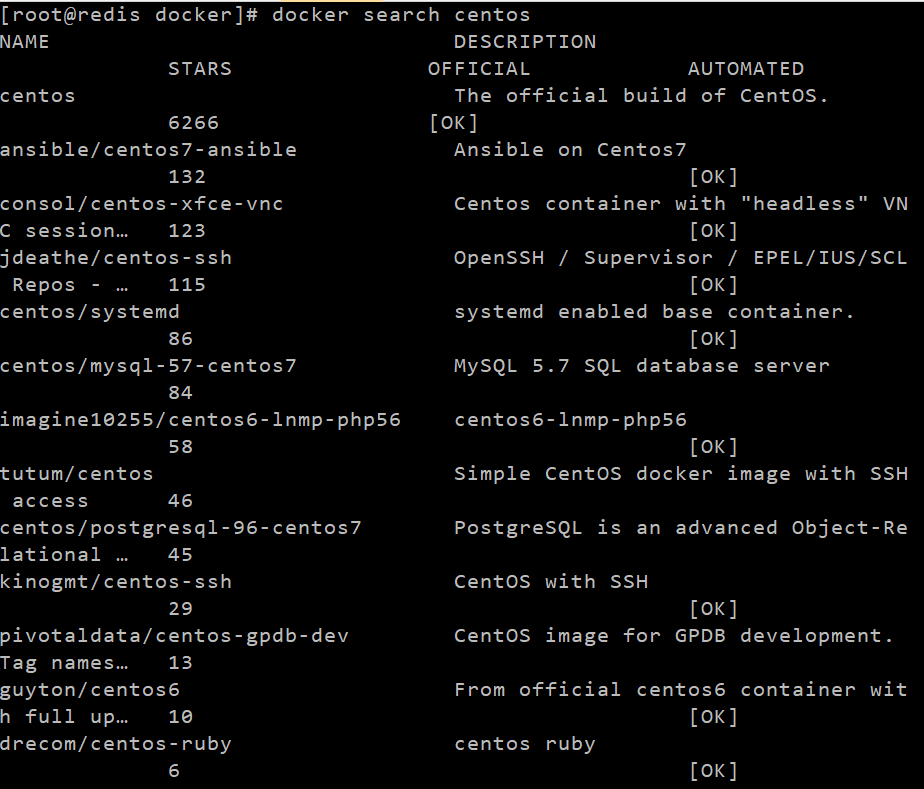 [root@redis docker]# docker search centos
NAME                               DESCRIPTION
             STARS               OFFICIAL            AUTOMATED
centos                             The official build of CentOS.
             6266                [OK]
ansible/centos7-ansible            Ansible on Centos7
             132                                     [OK]
consol/centos-xfce-vnc             Centos container with "headless" VN
C session…   123                                     [OK]
jdeathe/centos-ssh                 OpenSSH / Supervisor / EPEL/IUS/SCL
 Repos - …   115                                     [OK]
centos/systemd                     systemd enabled base container.
             86                                      [OK]
centos/mysql-57-centos7            MySQL 5.7 SQL database server
             84
imagine10255/centos6-lnmp-php56    centos6-lnmp-php56
             58                                      [OK]
tutum/centos                       Simple CentOS docker image with SSH
 access      46
centos/postgresql-96-centos7       PostgreSQL is an advanced Object-Re
lational …   45
kinogmt/centos-ssh                 CentOS with SSH
             29                                      [OK]
pivotaldata/centos-gpdb-dev        CentOS image for GPDB development.
Tag names…   13
guyton/centos6                     From official centos6 container wit
h full up…   10                                      [OK]
drecom/centos-ruby                 centos ruby
             6                                       [OK]